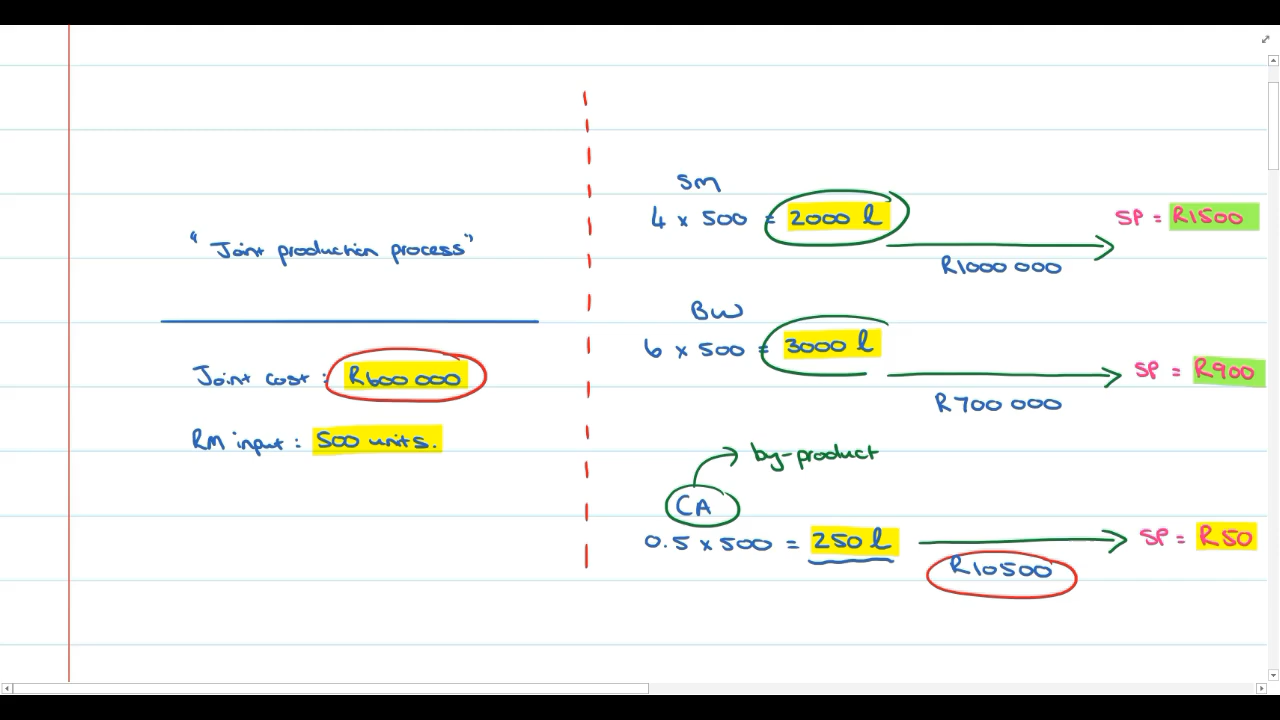 "Joint production process"
Joint cost : R600 000
RM input : 500 units.
SM
4 x 500 = 2000 l
R1000 000
SP = R1500
BW
6 x 500 = 3000 l
R700 000
SP = R900
by-product
CA
0.5 x 500 = 250 l
R10500
SP = R50